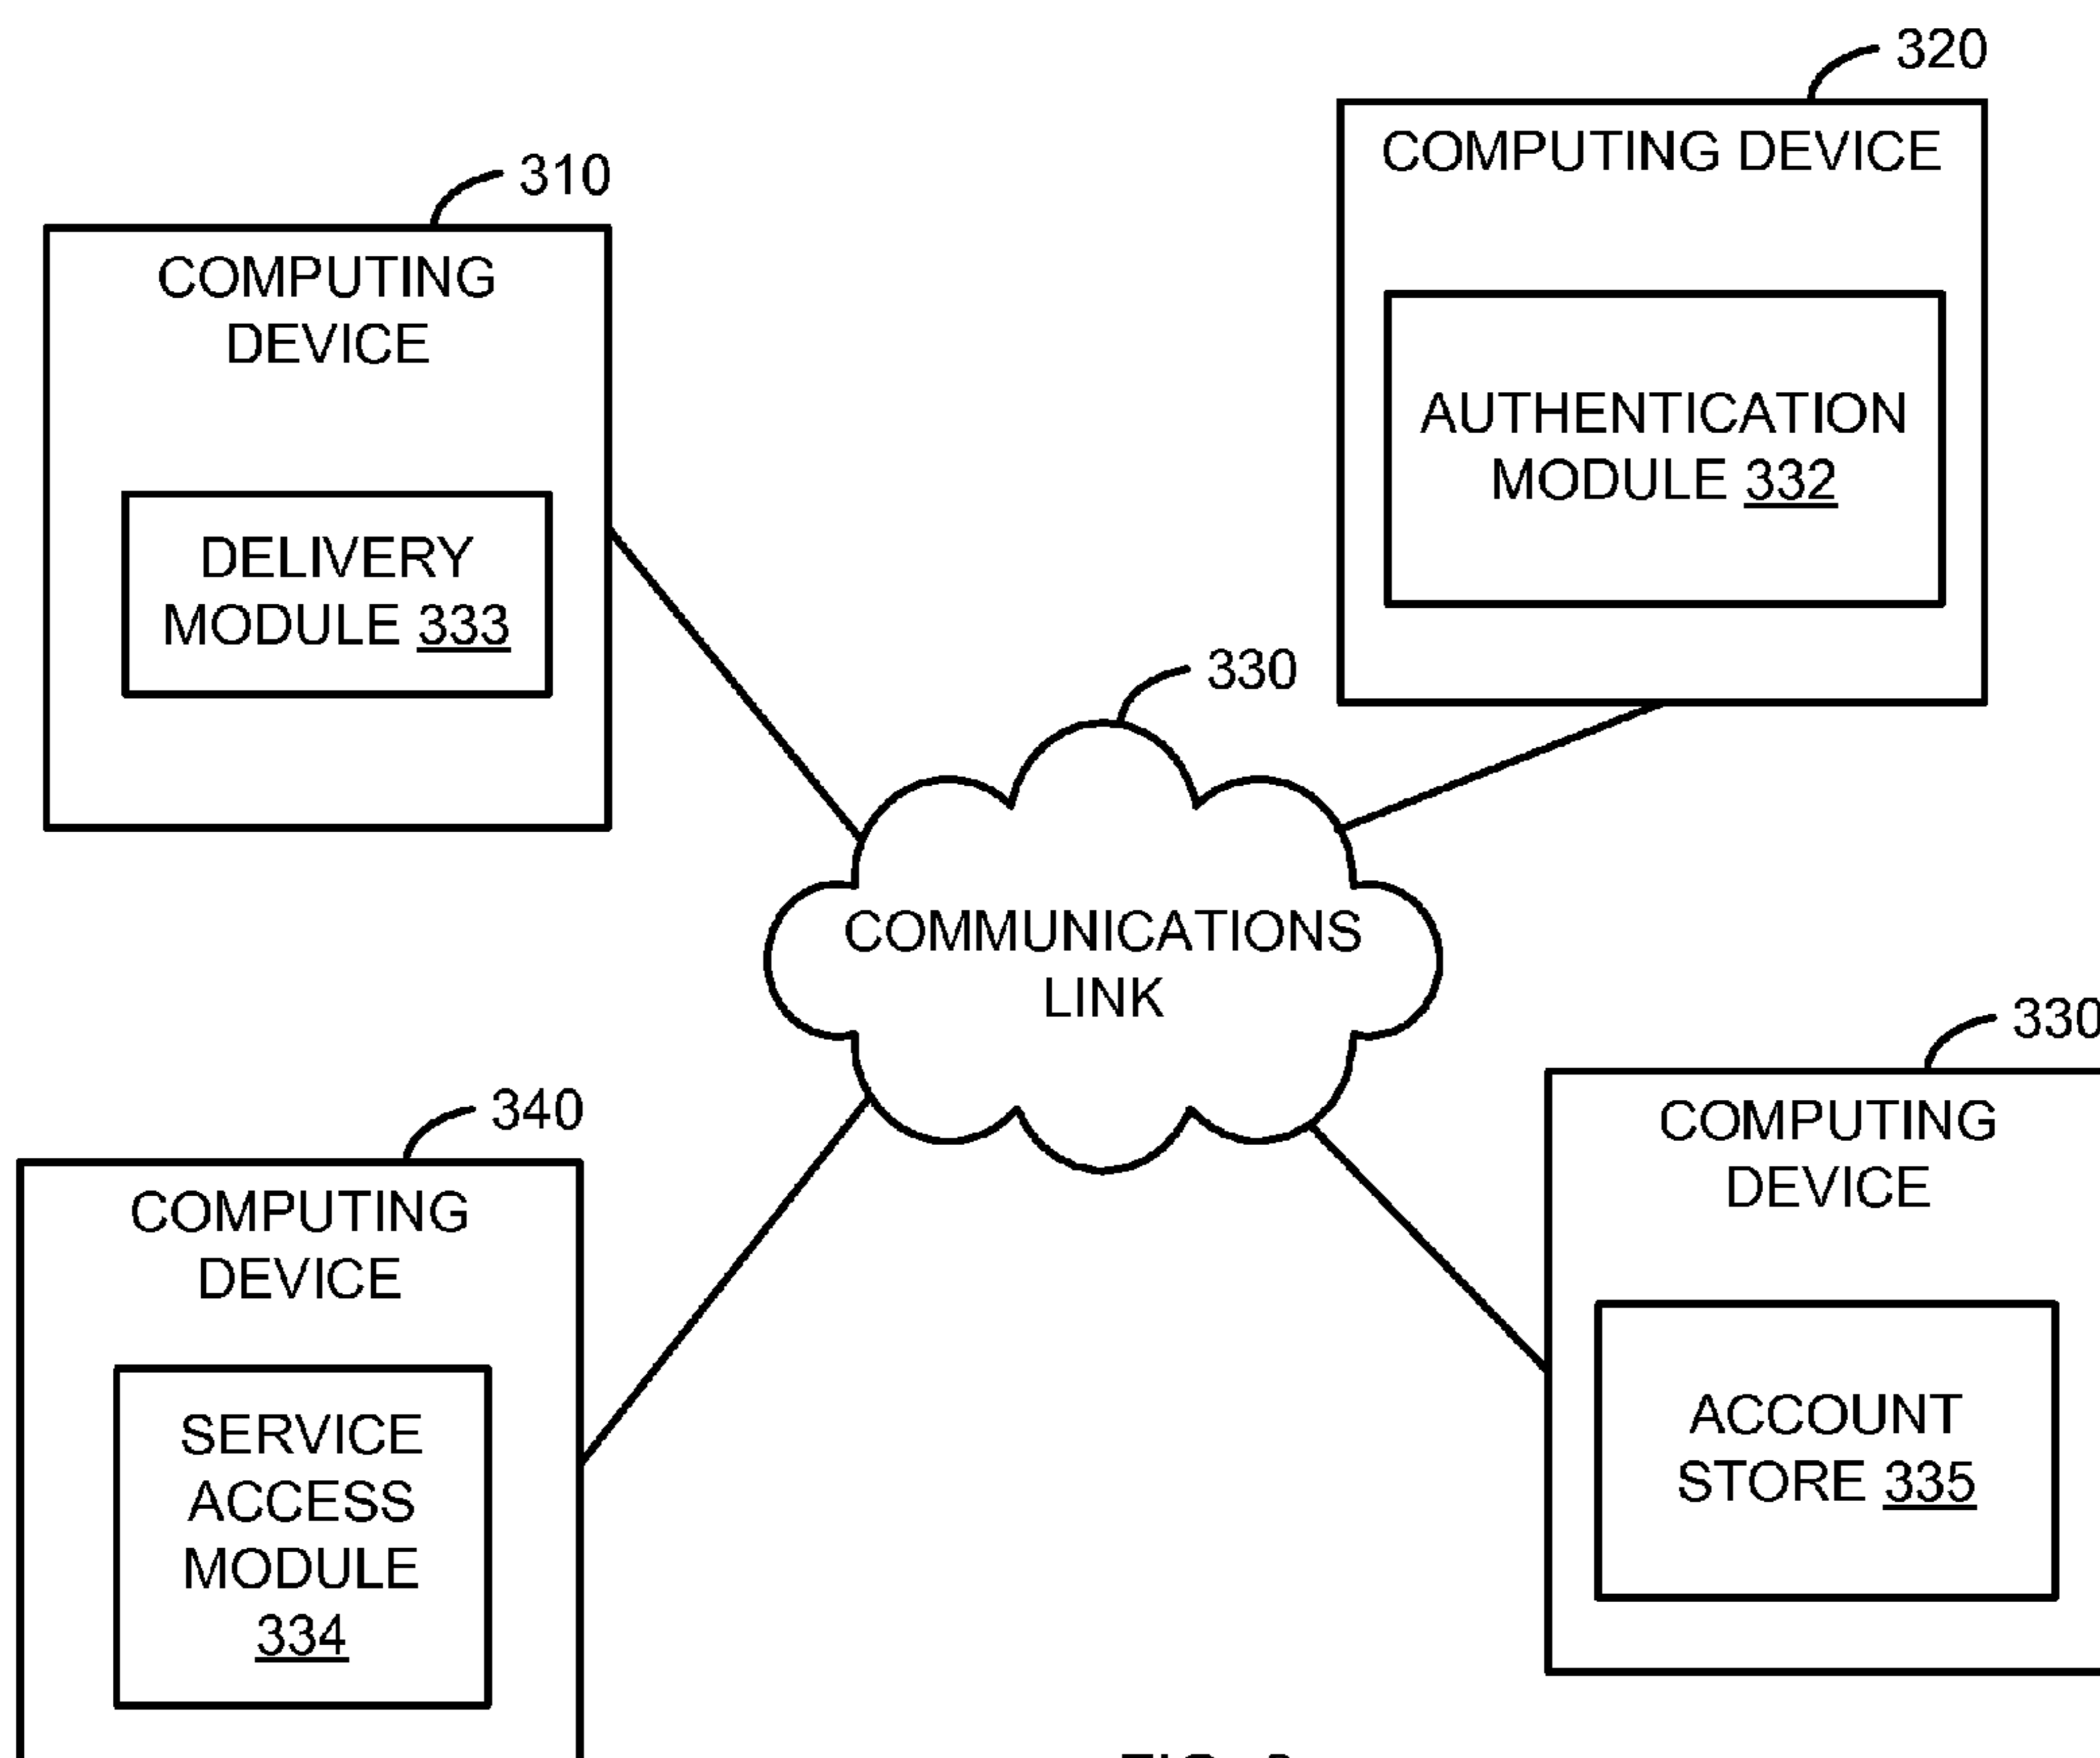 320
COMPUTING DEVICE
AUTHENTICATION
MODULE 332
310
COMPUTING
DEVICE
DELIVERY
MODULE 333
330
COMMUNICATIONS
LINK
330
COMPUTING
DEVICE
ACCOUNT
STORE 335
340
COMPUTING
DEVICE
SERVICE
ACCESS
MODULE
334